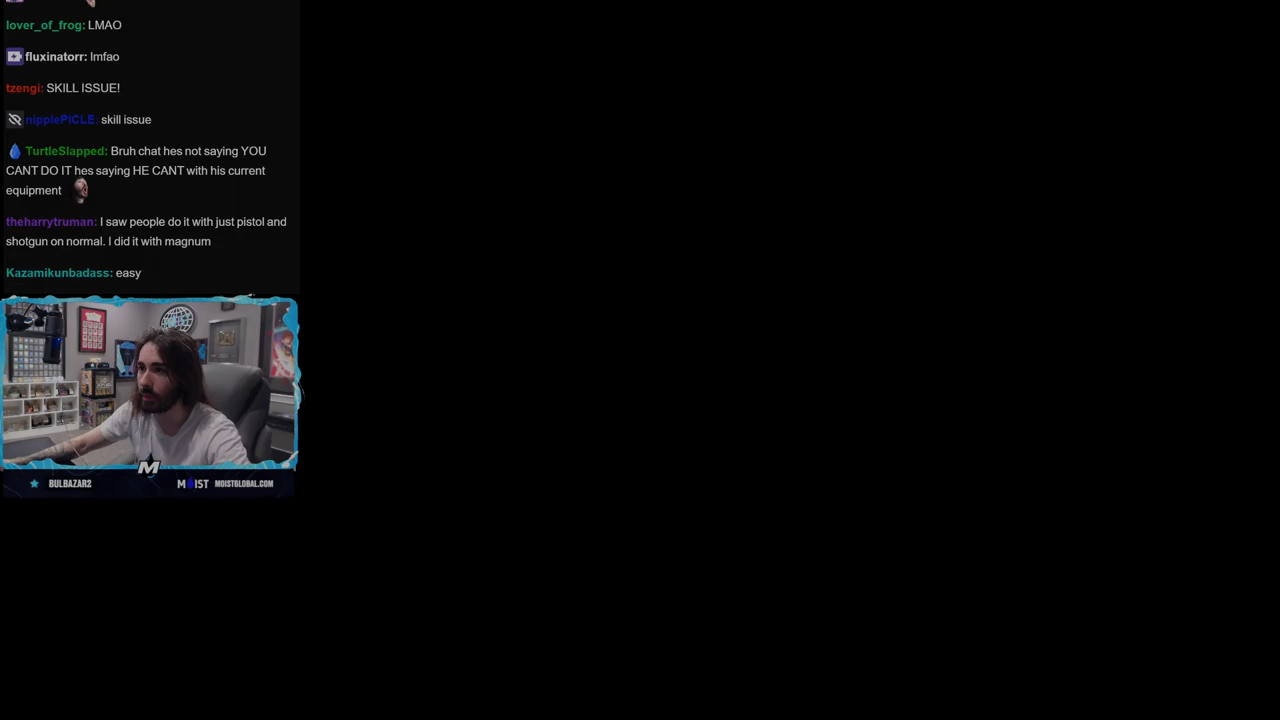 lover_of_frog: LMAO
fluxinatorr: lmfao
tzengi: SKILL ISSUE!
nipplePICLE: skill issue
TurtleSlapped: Bruh chat hes not saying YOU
CANT DO IT hes saying HE CANT with his current
equipment
theharrytruman: I saw people do it with just pistol and
shotgun on normal. I did it with magnum
Kazamikunbadass: easy
M
BULBAZAR2
MOIST
MOISTGLOBAL.COM